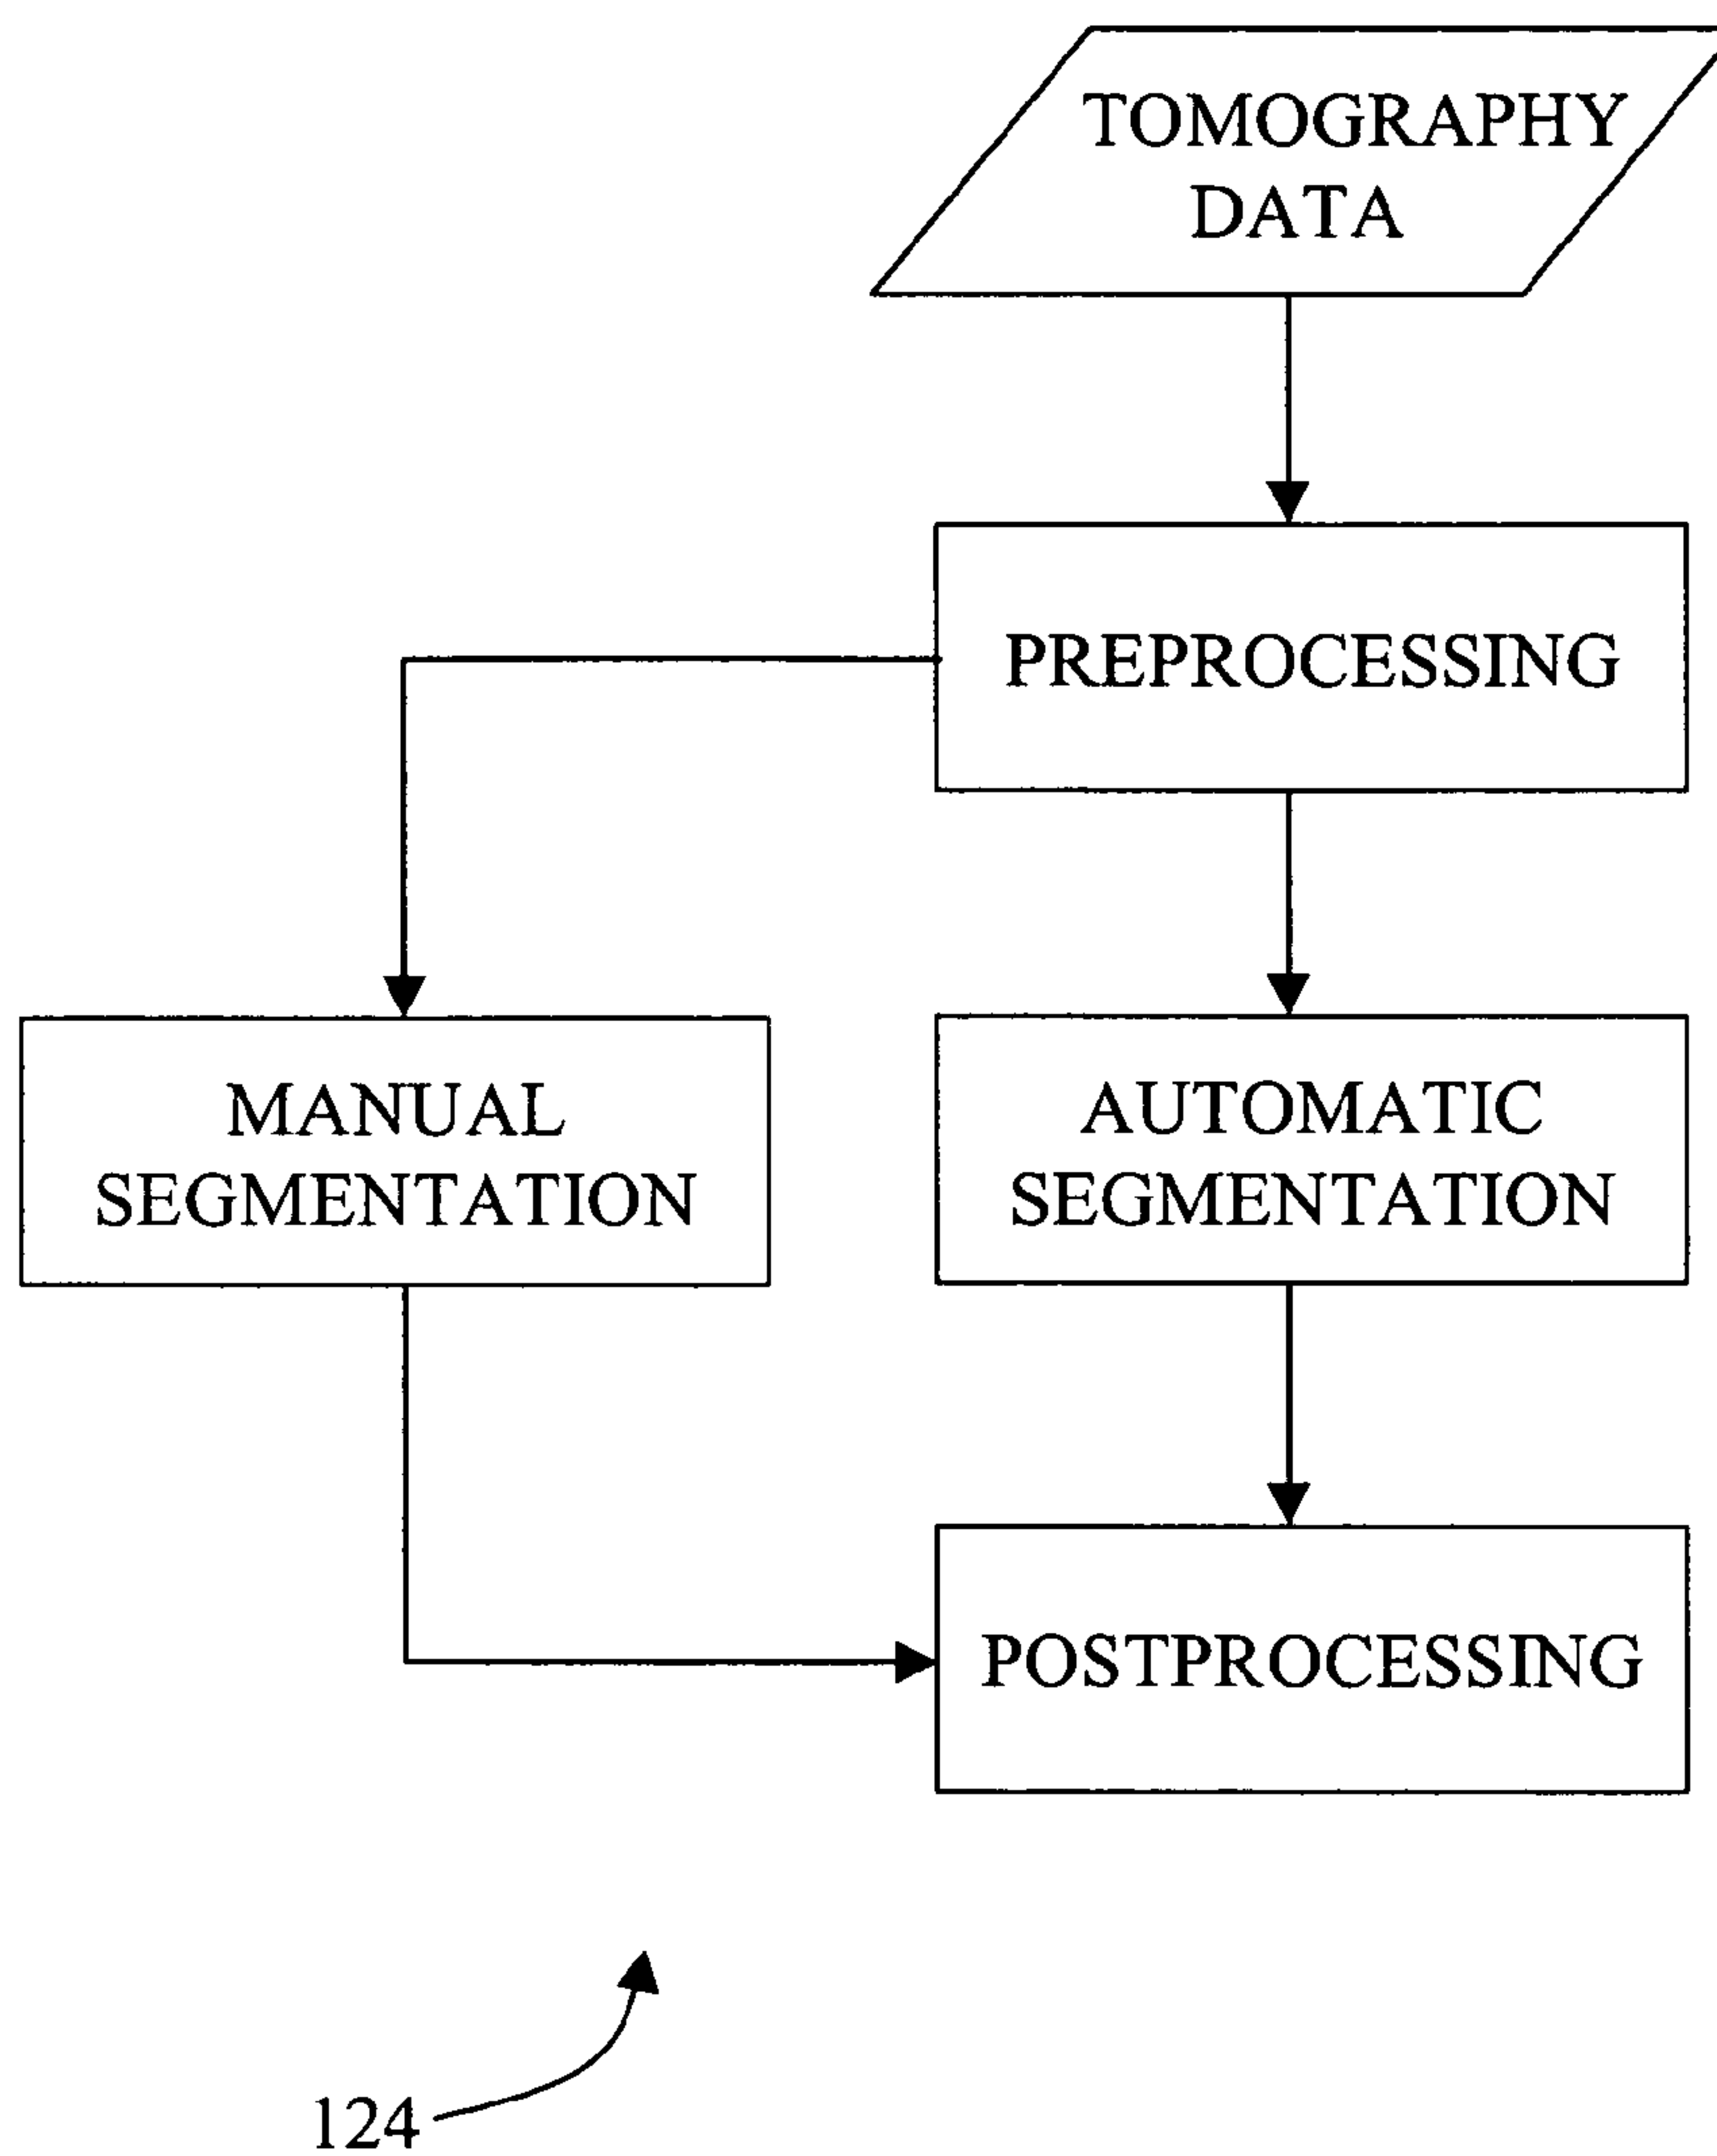 TOMOGRAPHY
DATA
PREPROCESSING
MANUAL
SEGMENTATION
AUTOMATIC
SEGMENTATION
POSTPROCESSING
124